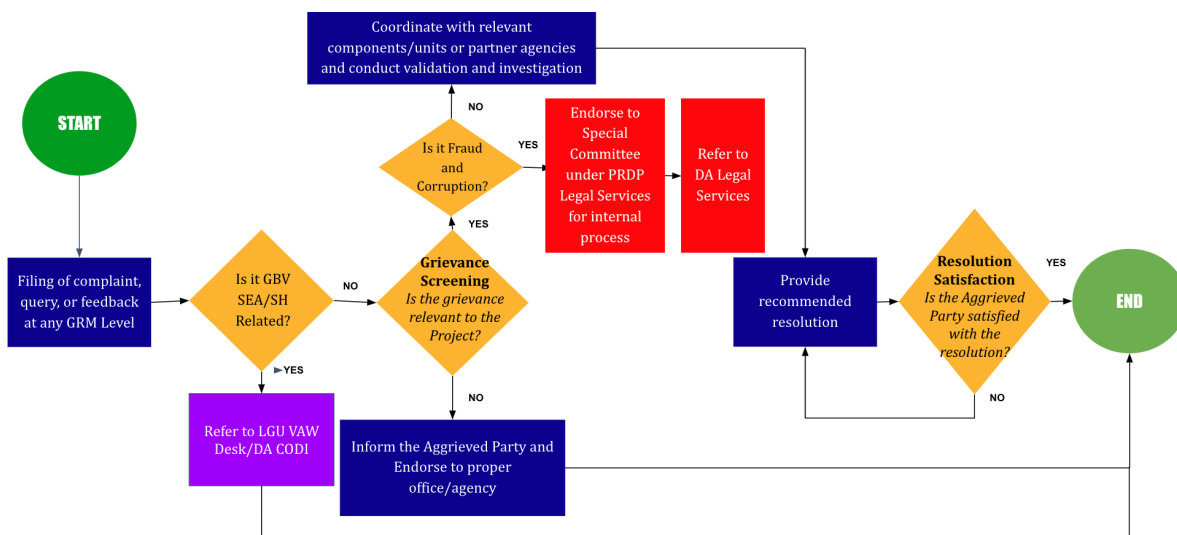 START
Filing of complaint,
query, or feedback
at any GRM Level
Is it GBV
SEA/SH
Related?
YES
NO
Refer to LGU VAW
Desk/DA CODI
Grievance
Screening
Is the grievance
relevant to the
Project?
YES
NO
Inform the Aggrieved Party and
Endorse to proper
office/agency
Is it Fraud
and
Corruption?
NO
YES
Coordinate with relevant
components/units or partner agencies
and conduct validation and investigation
Endorse to
Special
Committee
under PRDP
Legal Services
for internal
process
Refer to
DA Legal
Services
Provide
recommended
resolution
Resolution
Satisfaction
Is the Aggrieved
Party satisfied
with the
resolution?
YES
NO
END